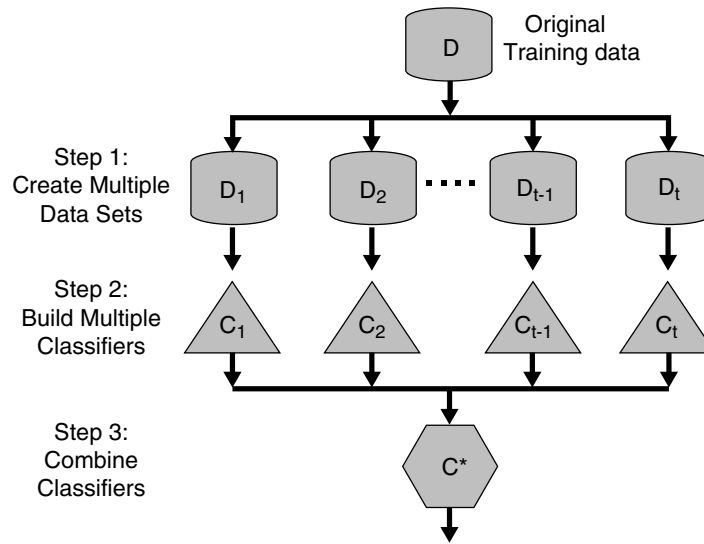 D
Original
Training data
Step 1:
Create Multiple
Data Sets
D1
D2
Dt-1
Dt
Step 2:
Build Multiple
Classifiers
C1
C2
Ct-1
Ct
Step 3:
Combine
Classifiers
C*